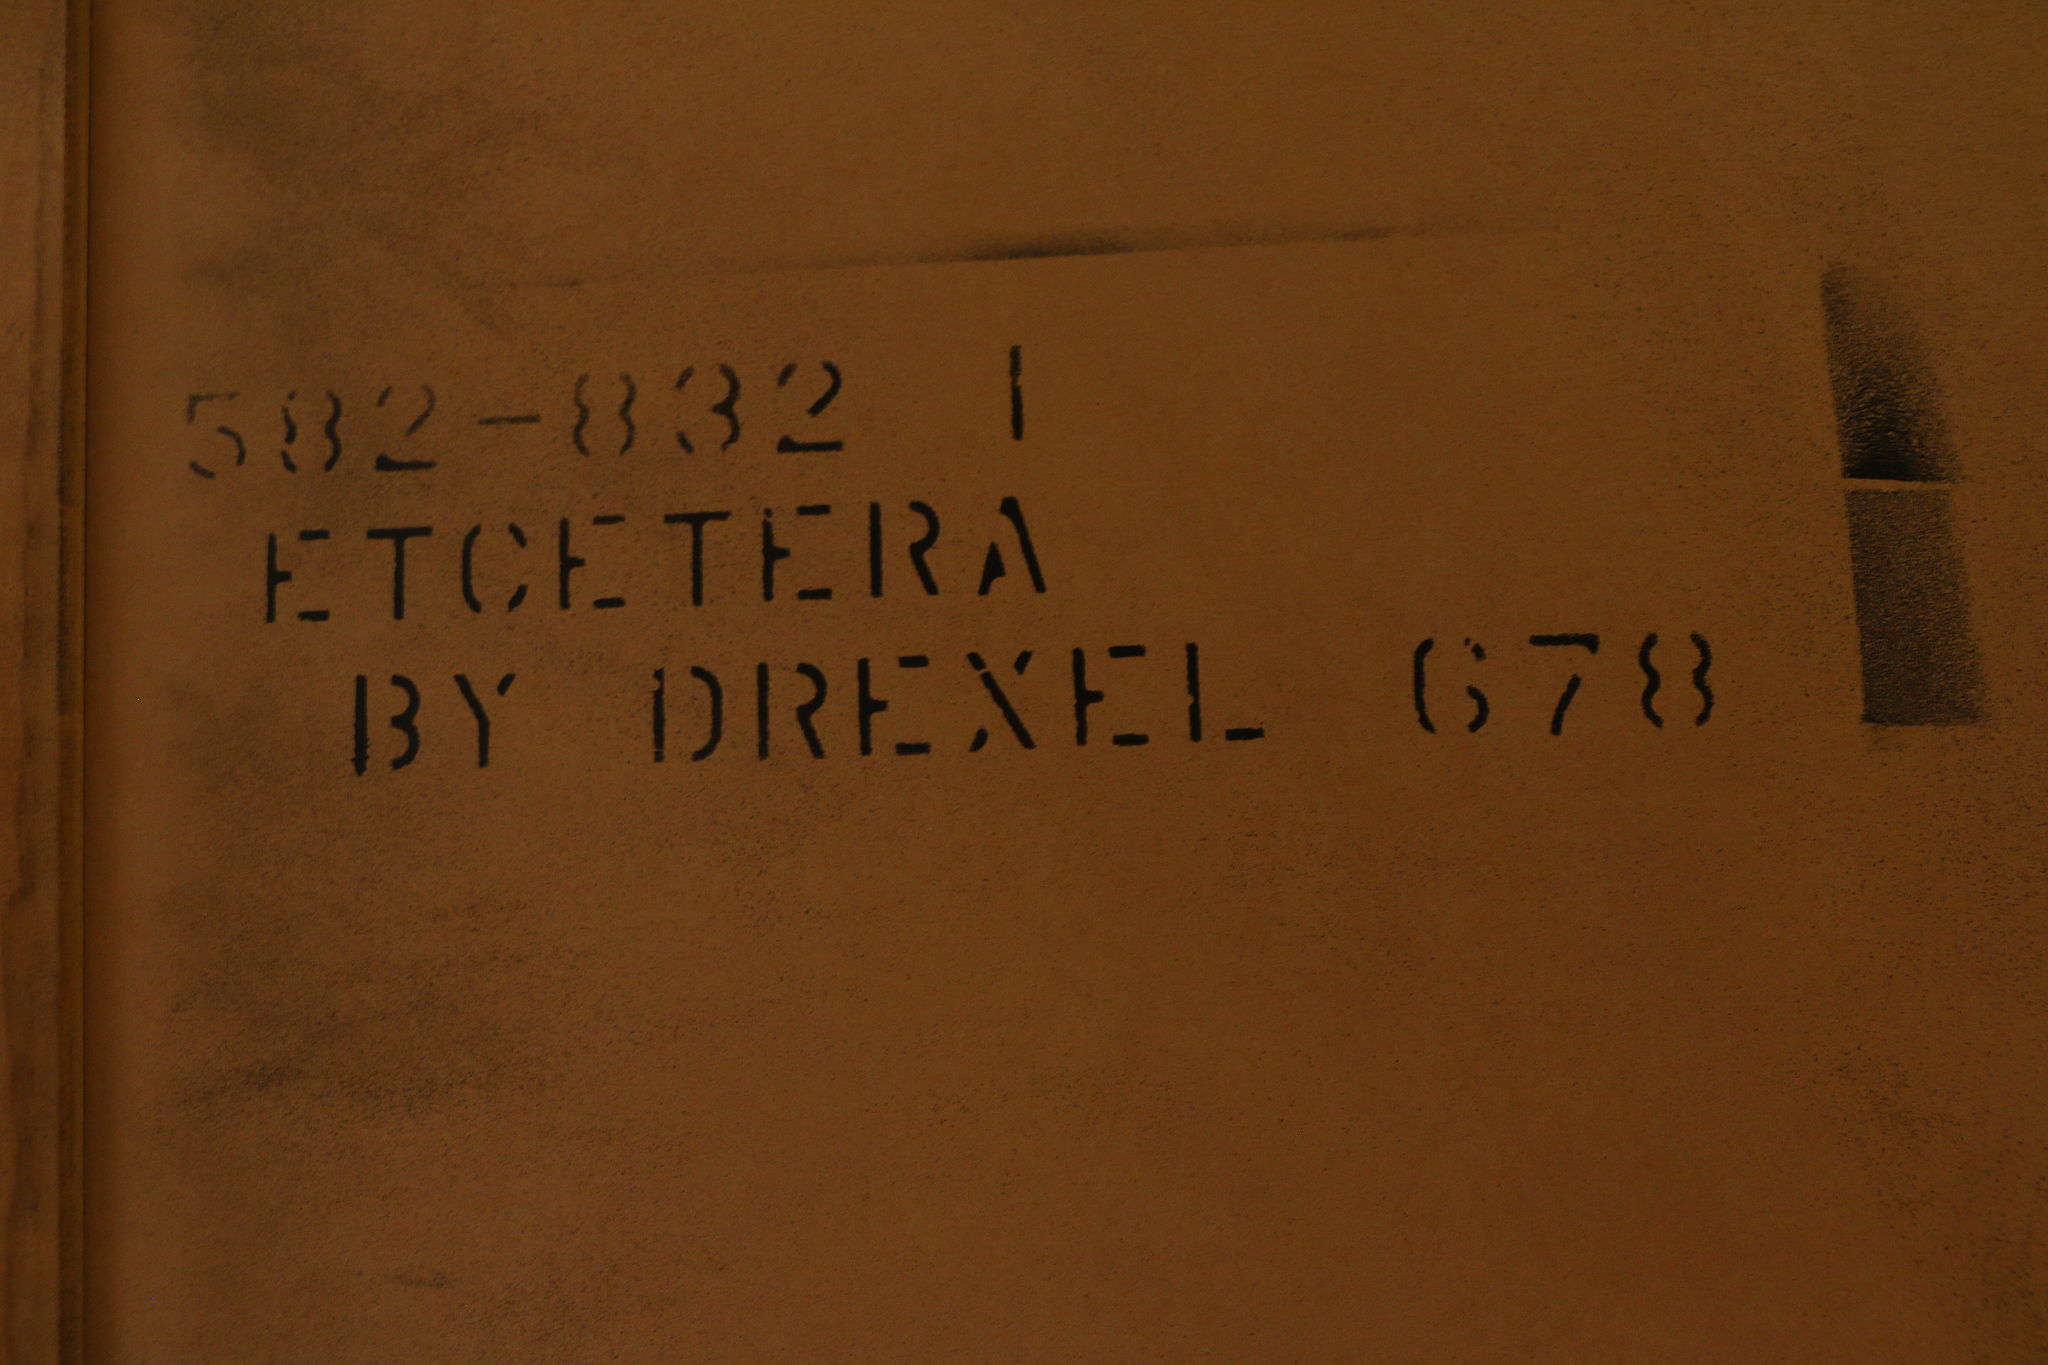 582-832 1
ETCETERA
BY DREXEL 678